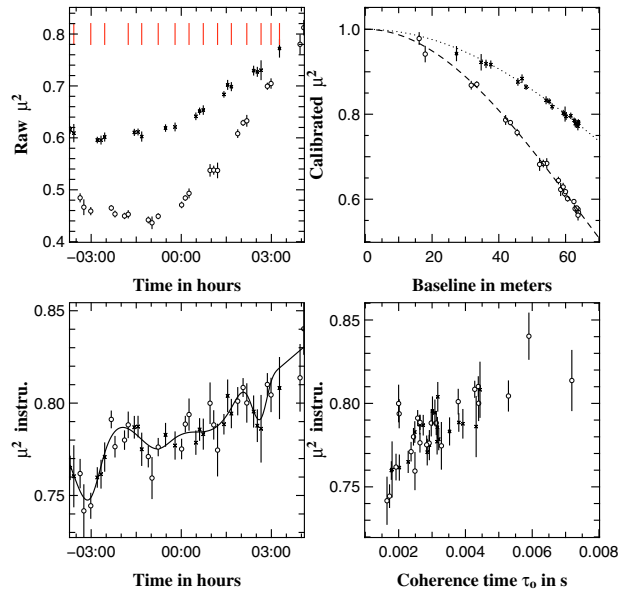 0.8
0.7
0.6
0.5
0.4
Raw μ²
−03:00 00:00 03:00
Time in hours
1.0
0.8
0.6
Calibrated μ²
0 20 40 60
Baseline in meters
0.85
0.80
0.75
μ² instru.
−03:00 00:00 03:00
Time in hours
0.85
0.80
0.75
μ² instru.
0.002 0.004 0.006 0.008
Coherence time τo in s